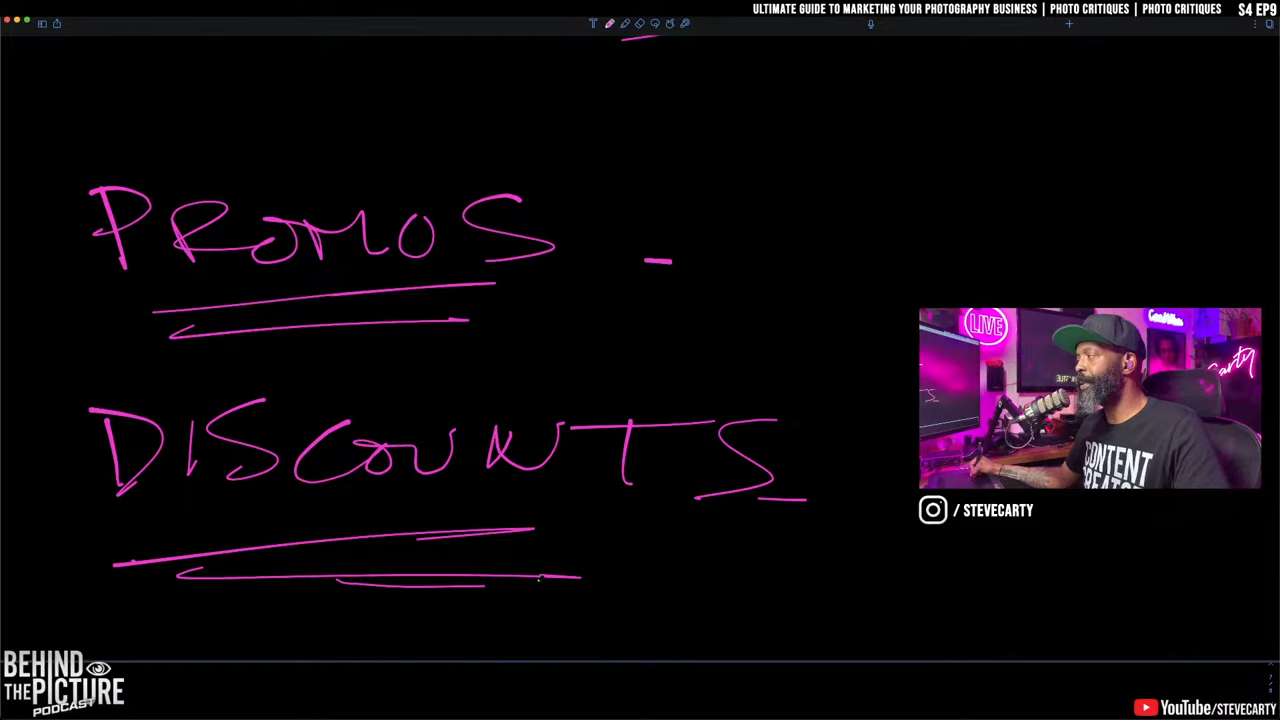 ULTIMATE GUIDE TO MARKETING YOUR PHOTOGRAPHY BUSINESS | PHOTO CRITIQUES | PHOTO CRITIQUES S4 EP9
PROMOS -
DISCOUNTS
LIVE
Carty
CONTENT
CREATOR
/ STEVECARTY
BEHIND
THE PICTURE
PODCAST
YouTube/STEVECARTY